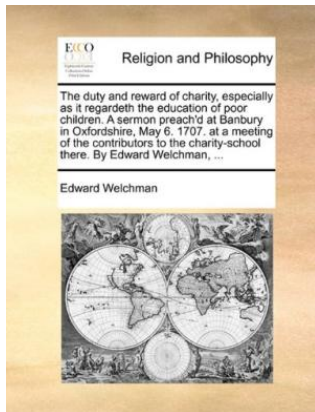 ECCO
Religion and Philosophy
The duty and reward of charity, especially
as it regardeth the education of poor
children. A sermon preach'd at Banbury
in Oxfordshire, May 6. 1707. at a meeting
of the contributors to the charity-school
there. By Edward Welchman, ...
Edward Welchman